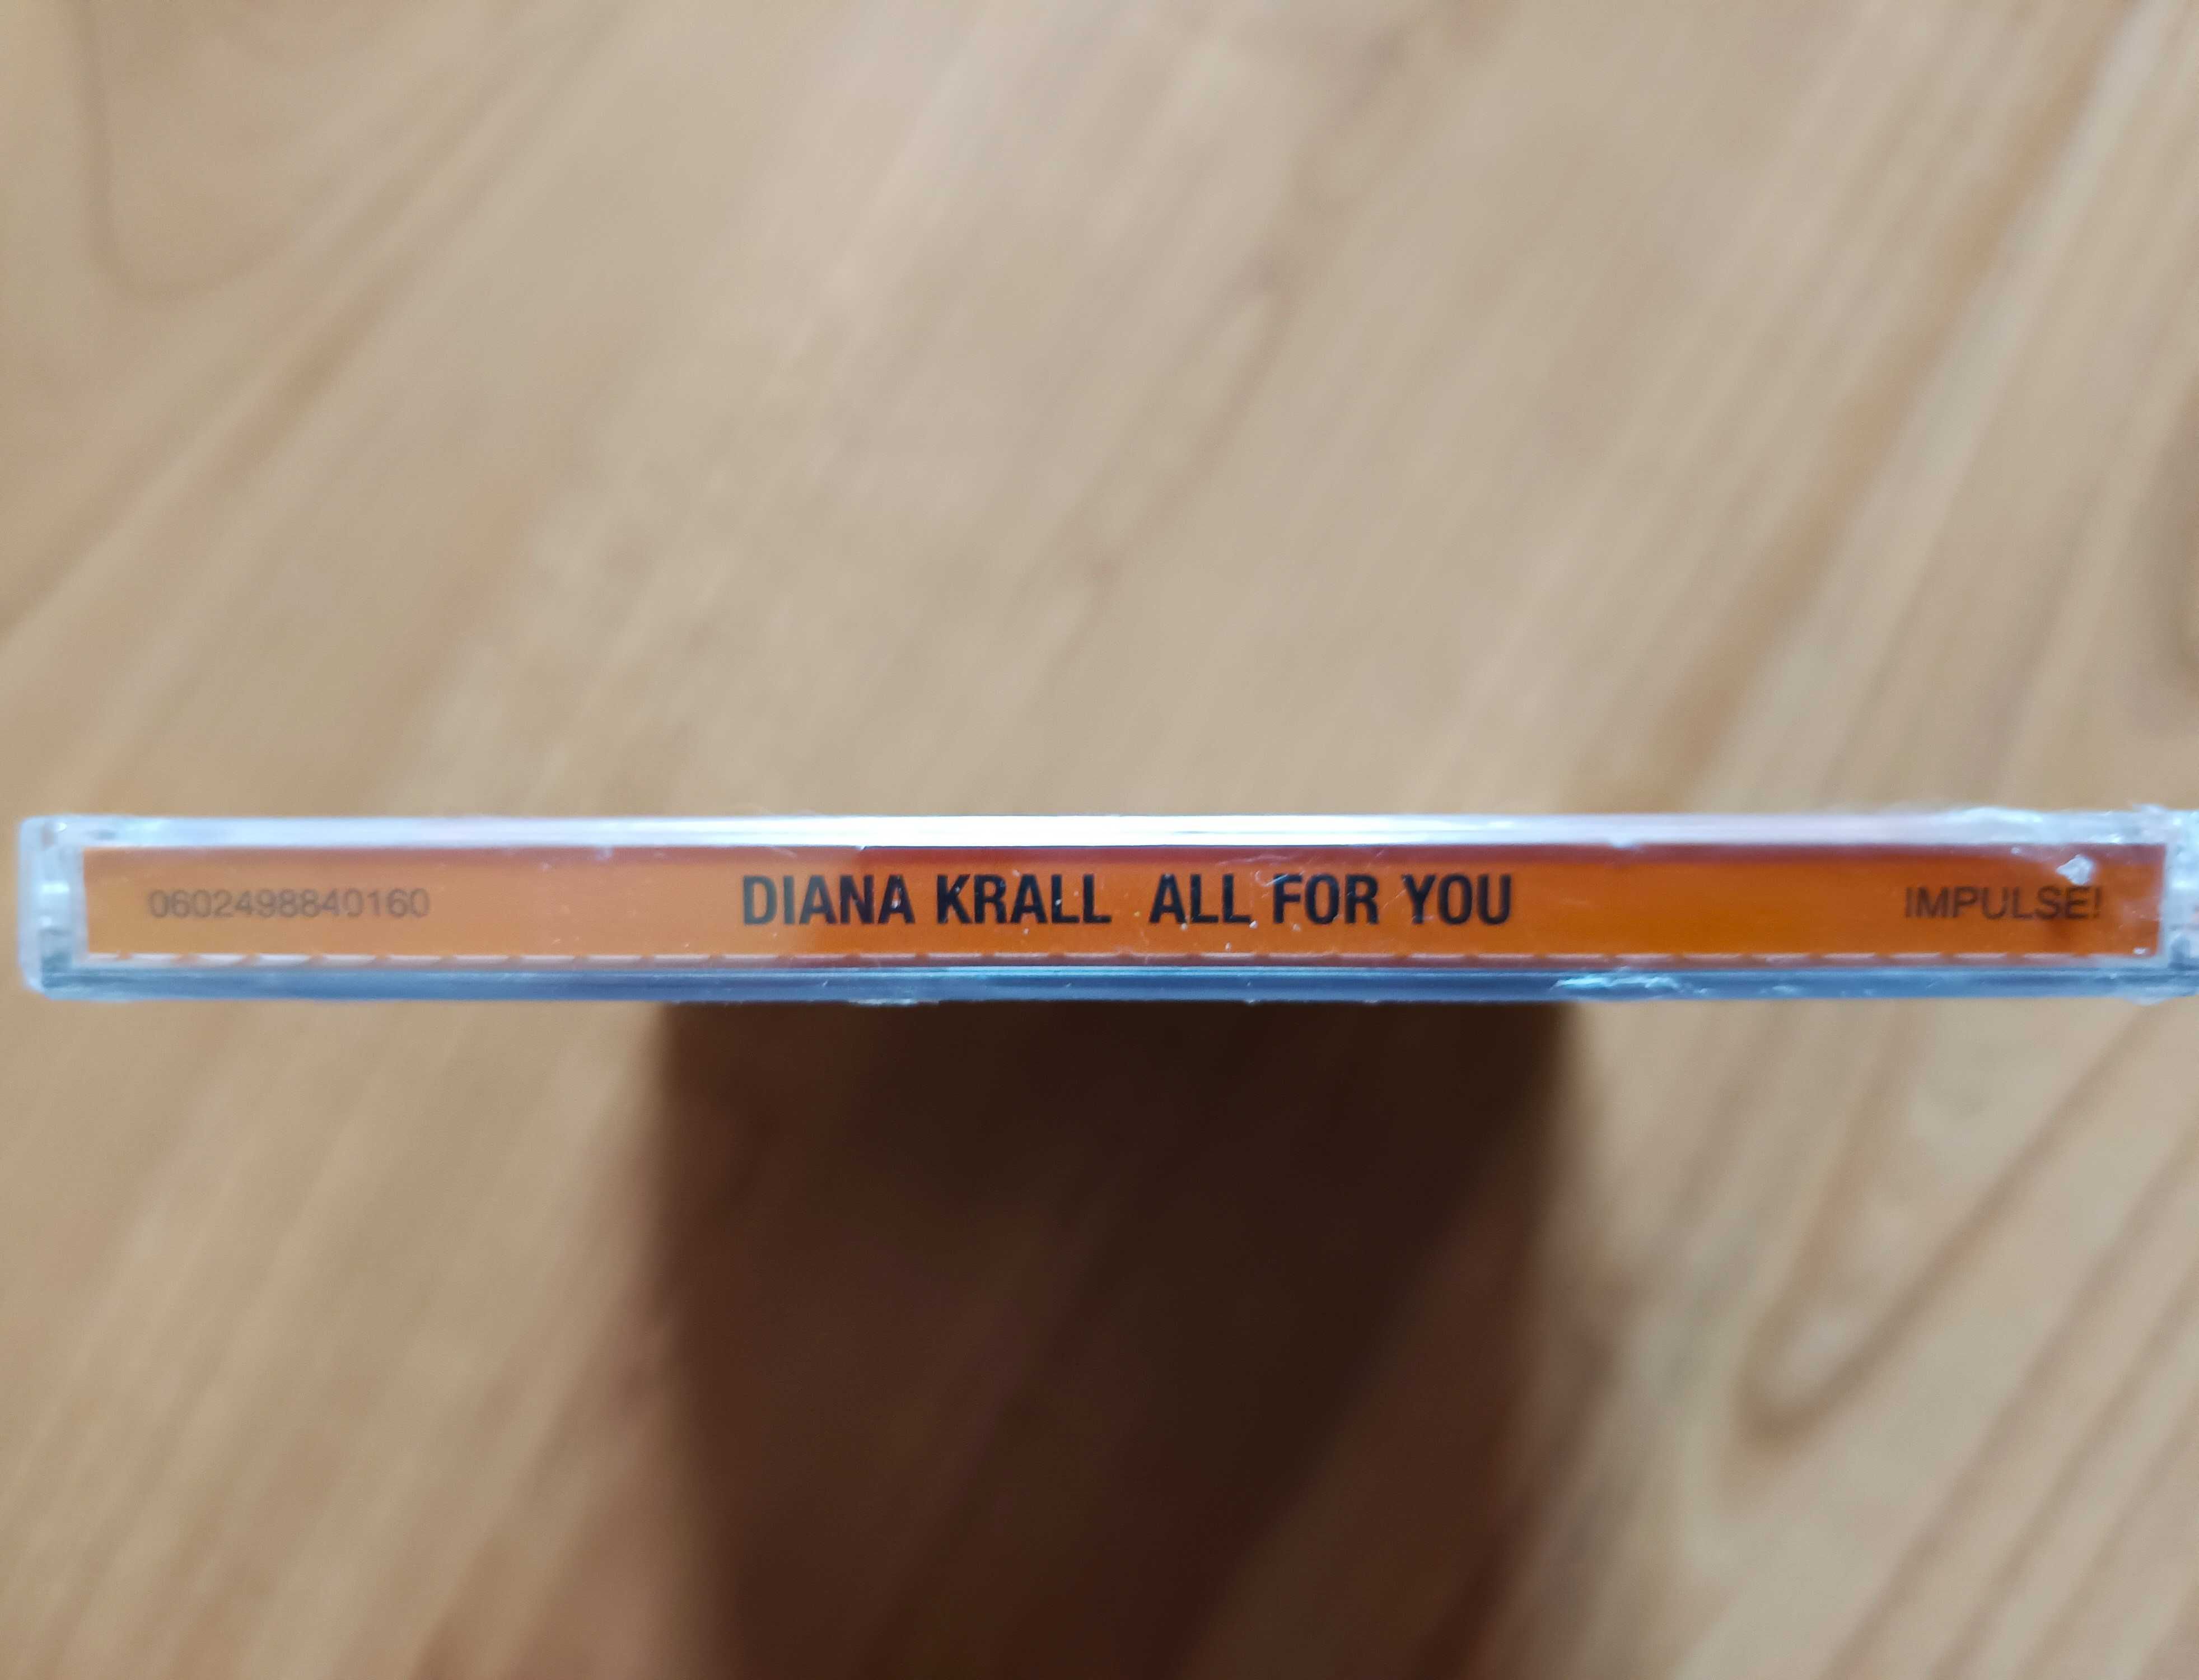 0602498840160 DIANA KRALL ALL FOR YOU IMPULSE!